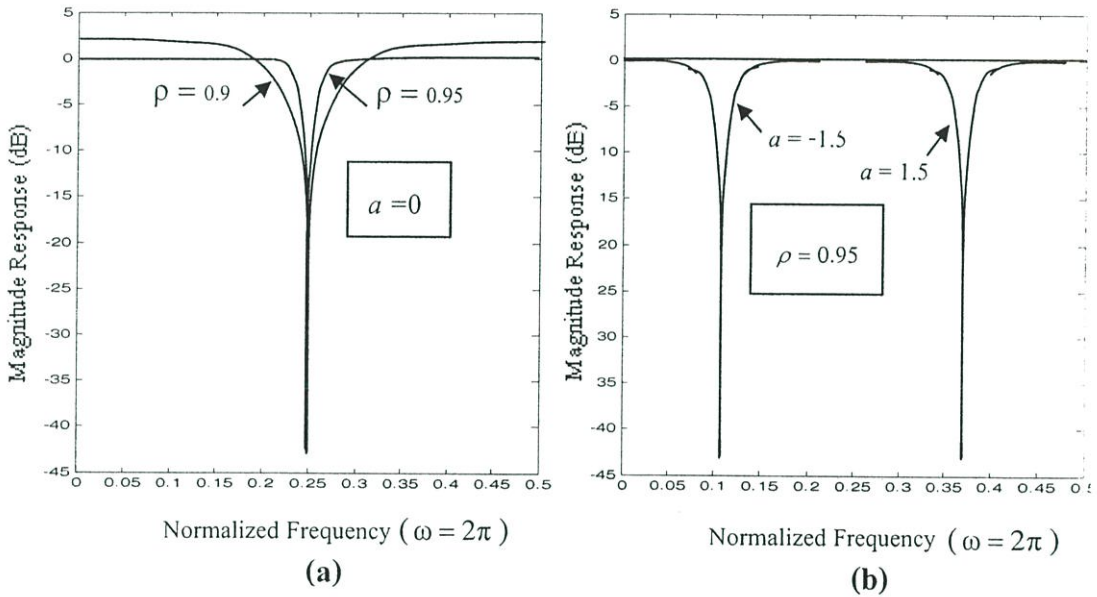 5
0
-5
-10
-15
-20
-25
-30
-35
-40
-45
Magnitude Response (dB)
ρ = 0.9
ρ = 0.95
a =0
0 0.05 0.1 0.15 0.2 0.25 0.3 0.35 0.4 0.45 0.5
Normalized Frequency ( ω = 2π )
(a)
5
0
-5
10
15
20
25
30
-35
-40
-45
Magnitude Response (dB)
a = -1.5
a = 1.5
ρ = 0.95
0 0.05 0.1 0.15 0.2 0.25 0.3 0.35 0.4 0.45
Normalized Frequency ( ω = 2π )
(b)